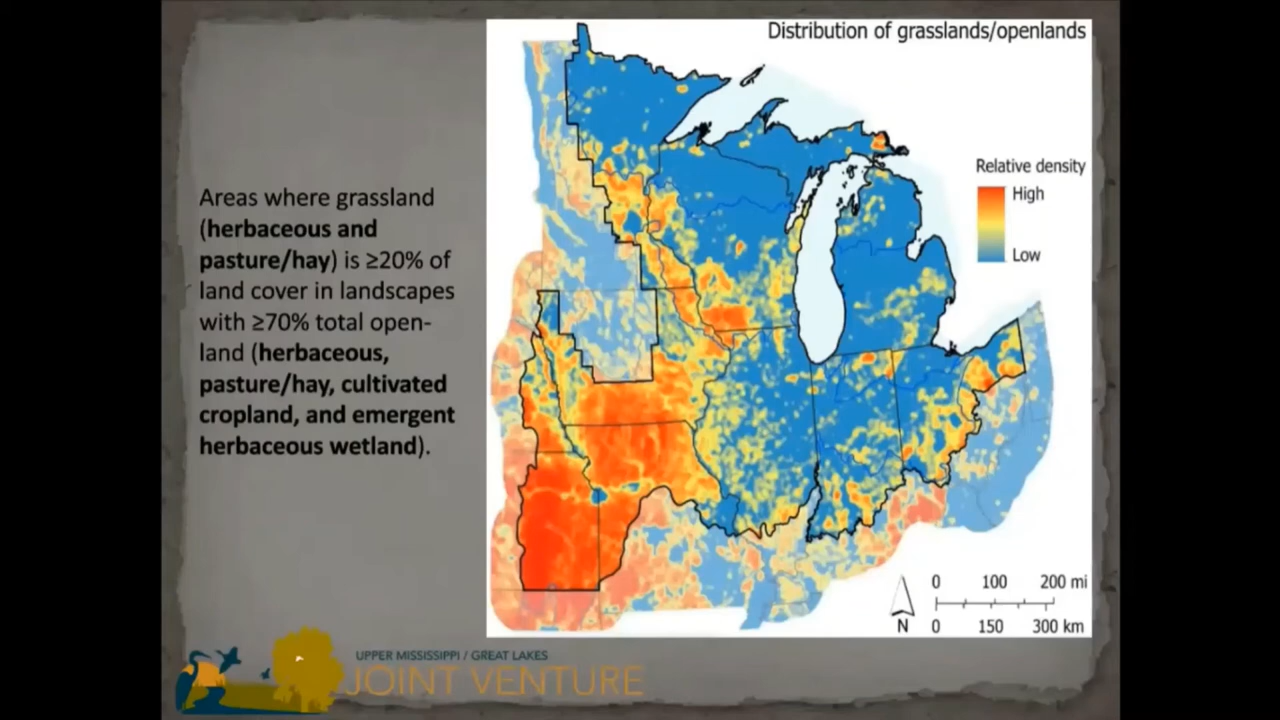 Distribution of grasslands/openlands
Areas where grassland
(herbaceous and
pasture/hay) is ≥20% of
land cover in landscapes
with ≥70% total open-
land (herbaceous,
pasture/hay, cultivated
cropland, and emergent
herbaceous wetland).
Relative density
High
Low
0 100 200 mi
N 0 150 300 km
UPPER MISSISSIPPI / GREAT LAKES
JOINT VENTURE